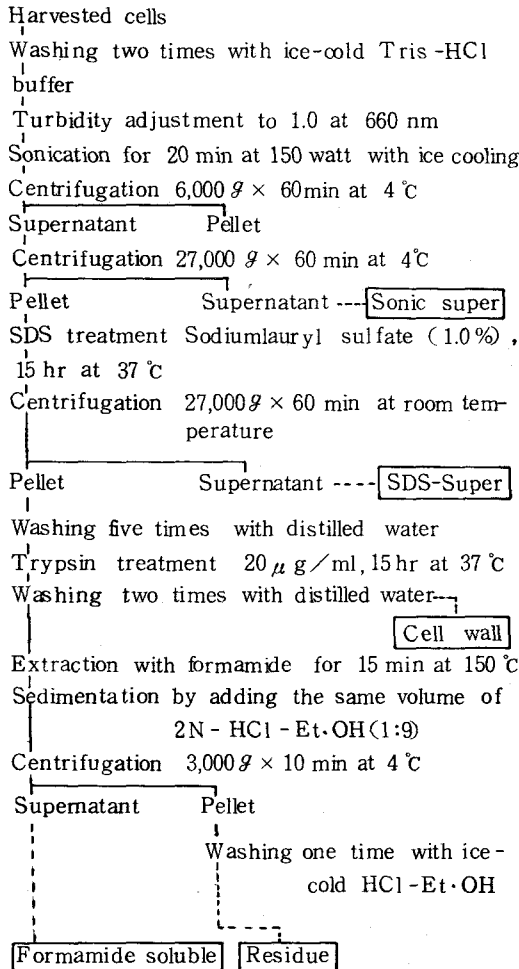 Harvested cells
Washing two times with ice-cold Tris-HCl
buffer
Turbidity adjustment to 1.0 at 660 nm
Sonication for 20 min at 150 watt with ice cooling
Centrifugation 6,000 g × 60min at 4 ℃
Supernatant Pellet
Centrifugation 27,000 g × 60 min at 4℃
Pellet Supernatant ---- Sonic super
SDS treatment Sodiumlauryl sulfate (1.0%),
15 hr at 37 ℃
Centrifugation 27,000 g × 60 min at room tem-
perature
Pellet Supernatant ---- SDS-Super
Washing five times with distilled water
Trypsin treatment 20 μg/ml, 15 hr at 37 ℃
Washing two times with distilled water
Cell wall
Extraction with formamide for 15 min at 150 ℃
Sedimentation by adding the same volume of
2N-HCl-Et·OH(1:9)
Centrifugation 3,000 g × 10 min at 4 ℃
Supernatant Pellet
Washing one time with ice-
cold HCl-Et·OH
Formamide soluble Residue